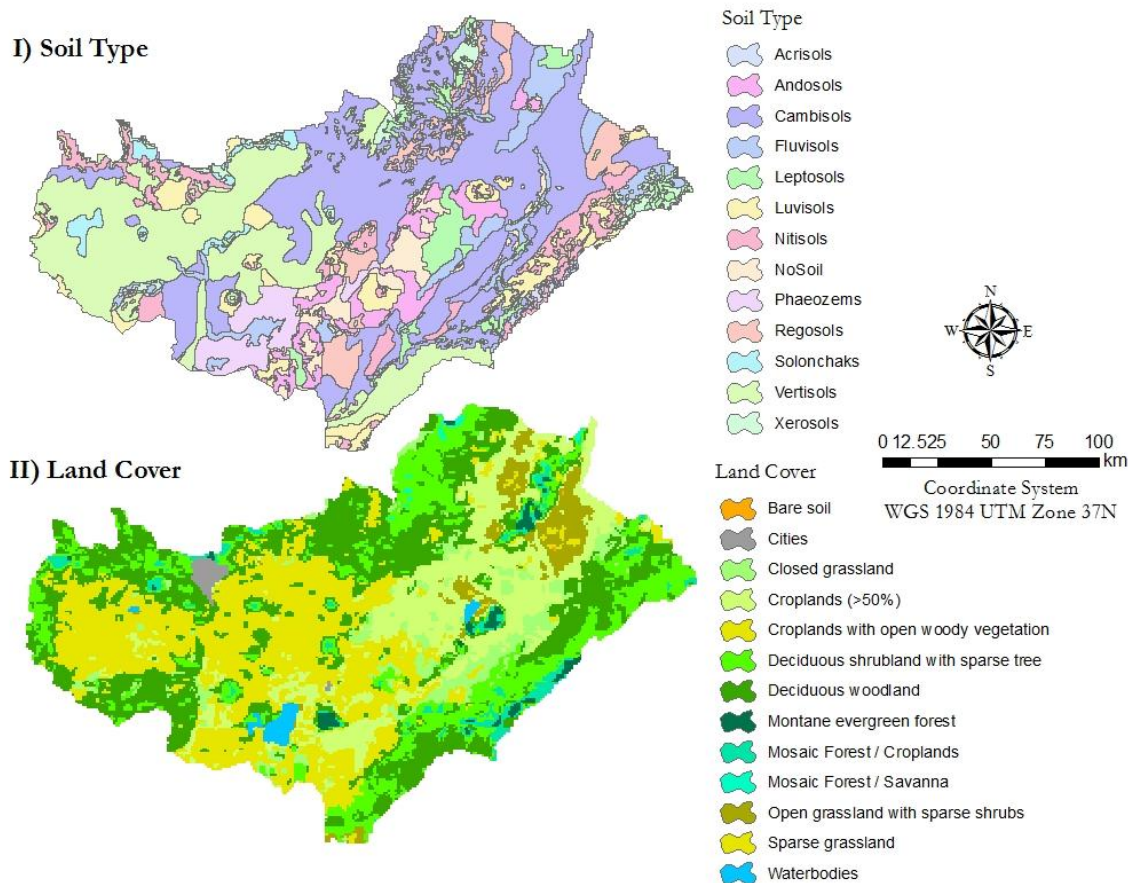 I) Soil Type
Soil Type
Acrisols
Andosols
Cambisols
Fluvisols
Leptosols
Luvisols
Nitisols
NoSoil
Phaeozems
Regosols
Solonchaks
Vertisols
Xerosols
N
W E
S
0 12.525 50 75 100
km
Coordinate System
WGS 1984 UTM Zone 37N
II) Land Cover
Land Cover
Bare soil
Cities
Closed grassland
Croplands (>50%)
Croplands with open woody vegetation
Deciduous shrubland with sparse tree
Deciduous woodland
Montane evergreen forest
Mosaic Forest / Croplands
Mosaic Forest / Savanna
Open grassland with sparse shrubs
Sparse grassland
Waterbodies